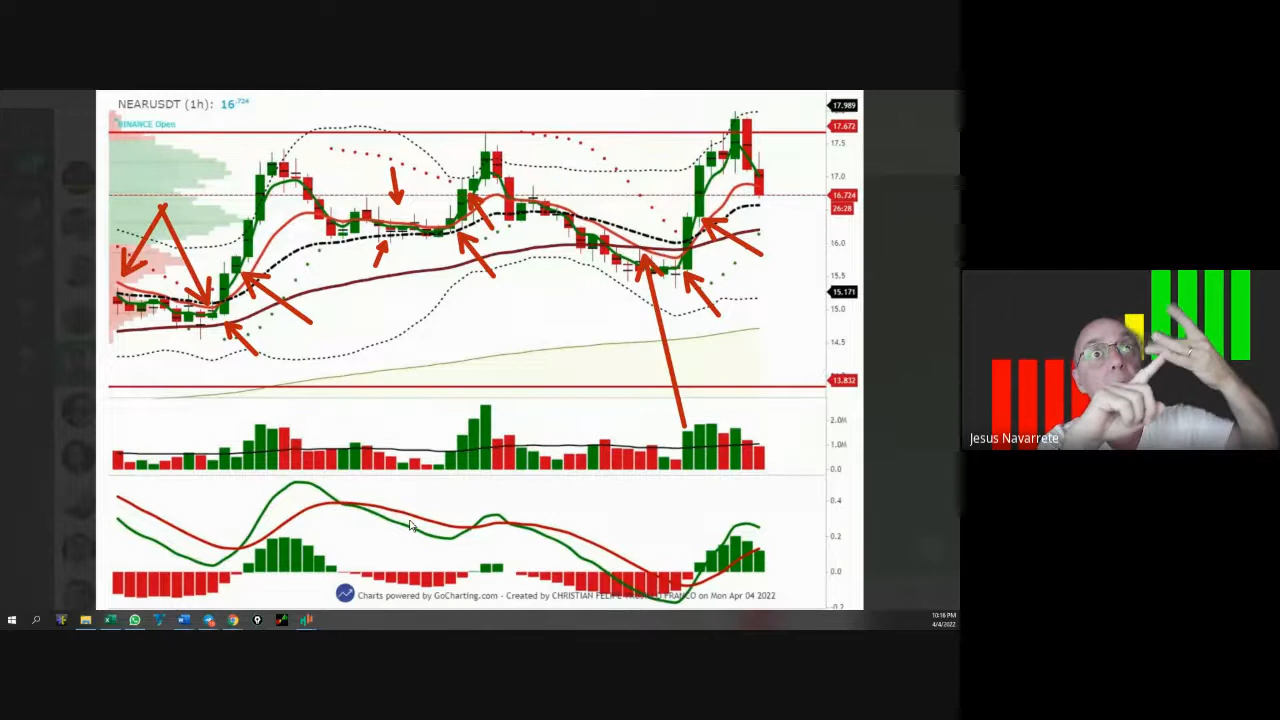 NEARUSDT (1h): 16.724
BINANCE Open
17.989
17.672
17.5
17.0
16.724
26:28
16.0
15.5
15.171
15.0
14.5
13.832
2.0M
1.0M
0.0
0.4
0.2
0.0
-0.2
Charts powered by GoCharting.com - Created by CHRISTIAN FELIPE FRANCO on Mon Apr 04 2022
Jesus Navarrete
10:16 PM
4/4/2022